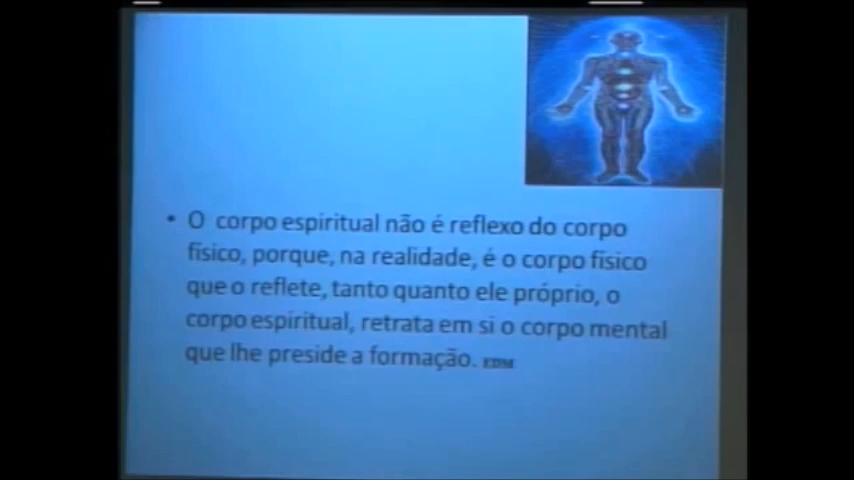 • O corpo espiritual não é reflexo do corpo
físico, porque, na realidade, é o corpo físico
que o reflete, tanto quanto ele próprio, o
corpo espiritual, retrata em si o corpo mental
que lhe preside a formação. EDM